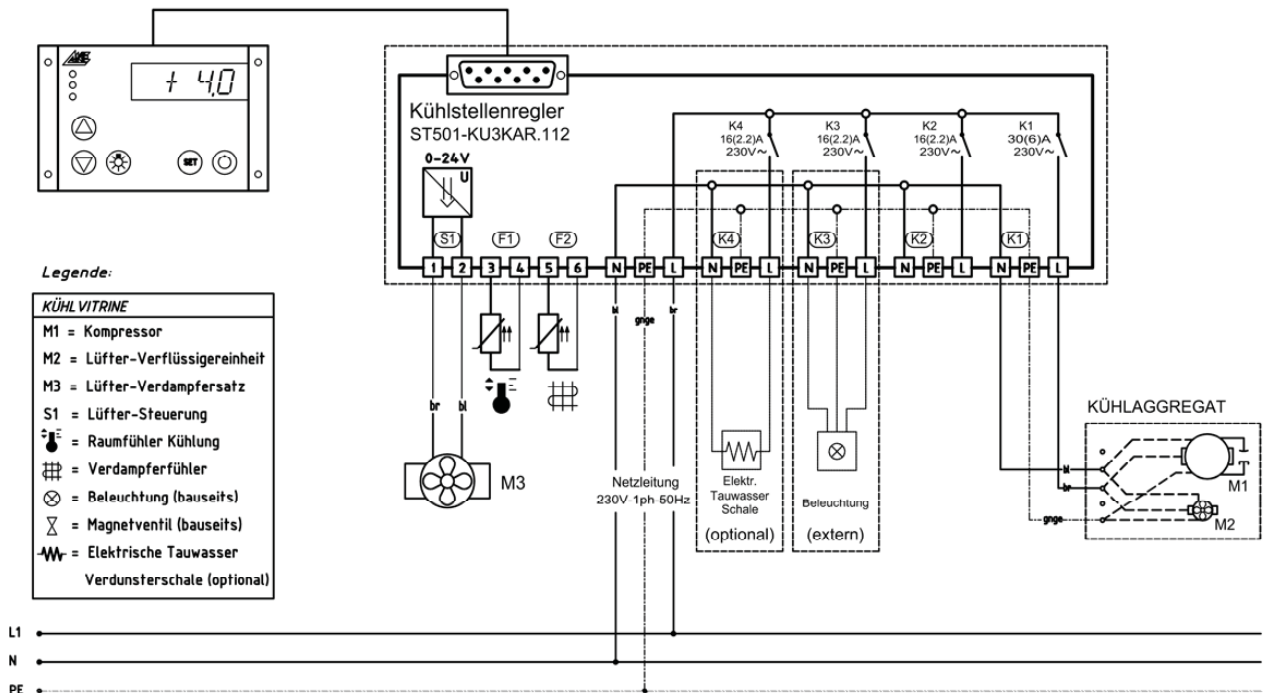 + 4,0
SET
Kühlstellenregler
ST501-KU3KAR.112
0-24V
U
K4
16(2.2)A
230V~
K3
16(2.2)A
230V~
K2
16(2.2)A
230V~
K1
30(6)A
230V~
S1 F1 F2 K4 K3 K2 K1
1 2 3 4 5 6 N PE L N PE L N PE L N PE L N PE L
bl gnge br
br bl
M3
Netzleitung
230V 1ph 50Hz
Elektr.
Tauwasser
Schale
(optional)
Beleuchtung
(extern)
KÜHLAGGREGAT
bl
br
gnge
M1
M2
Legende:
KÜHLVITRINE
M1 = Kompressor
M2 = Lüfter-Verflüssigereinheit
M3 = Lüfter-Verdampfersatz
S1 = Lüfter-Steuerung
= Raumfühler Kühlung
= Verdampferfühler
= Beleuchtung (bauseits)
= Magnetventil (bauseits)
= Elektrische Tauwasser
Verdunsterschale (optional)
L1
N
PE